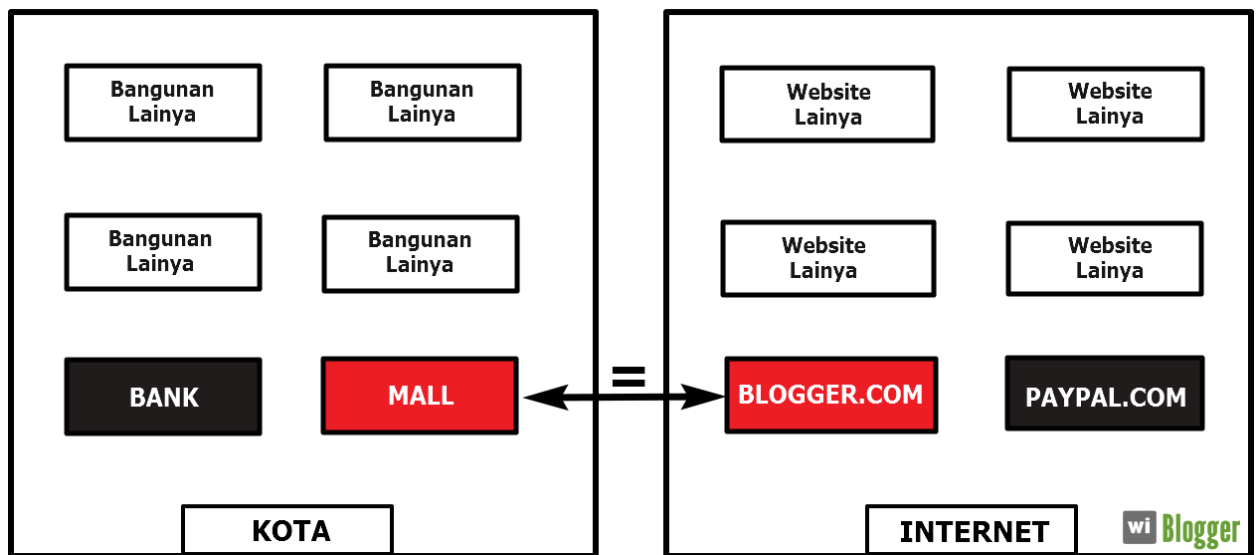 Bangunan
Lainya
Bangunan
Lainya
Bangunan
Lainya
Bangunan
Lainya
BANK
MALL
KOTA
=
Website
Lainya
Website
Lainya
Website
Lainya
Website
Lainya
BLOGGER.COM
PAYPAL.COM
INTERNET
wi Blogger